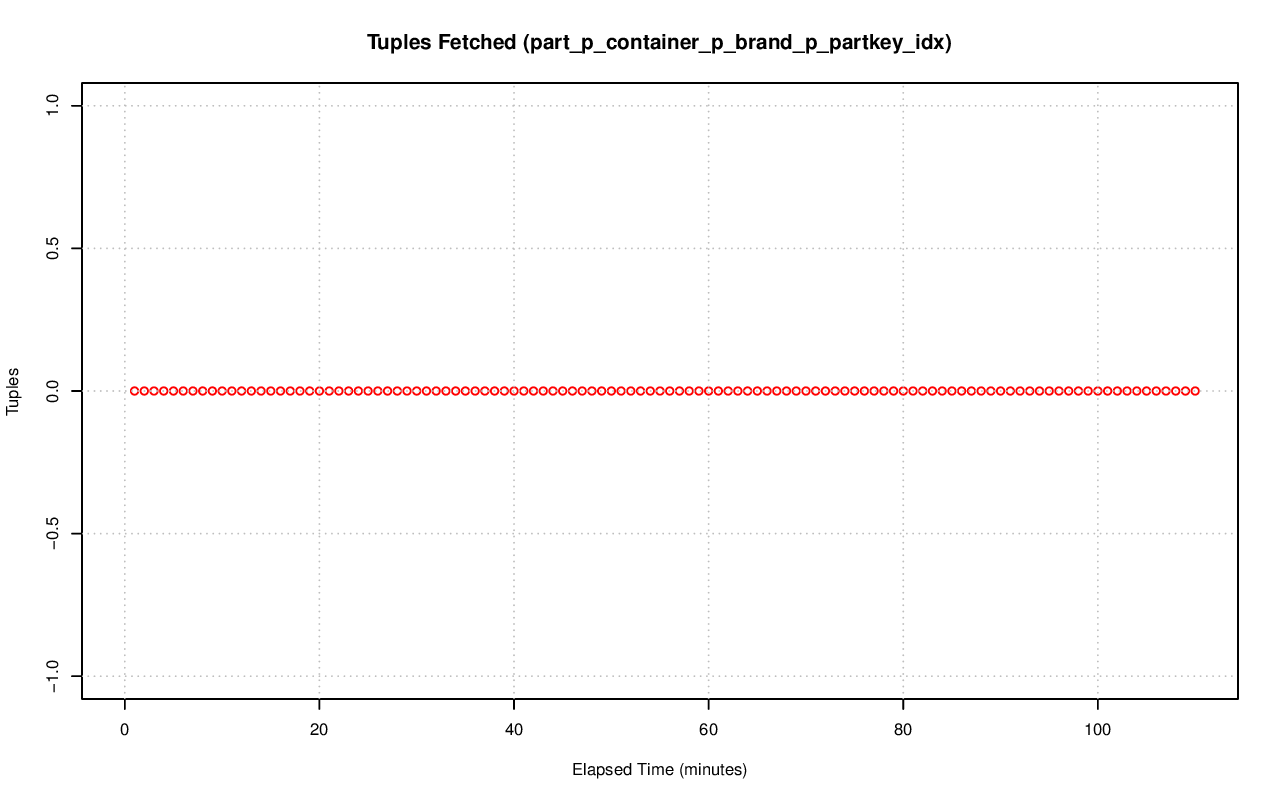 Tuples Fetched (part_p_container_p_brand_p_partkey_idx)
1.0
0.5
0.0
−0.5
−1.0
Tuples
0 20 40 60 80 100
Elapsed Time (minutes)